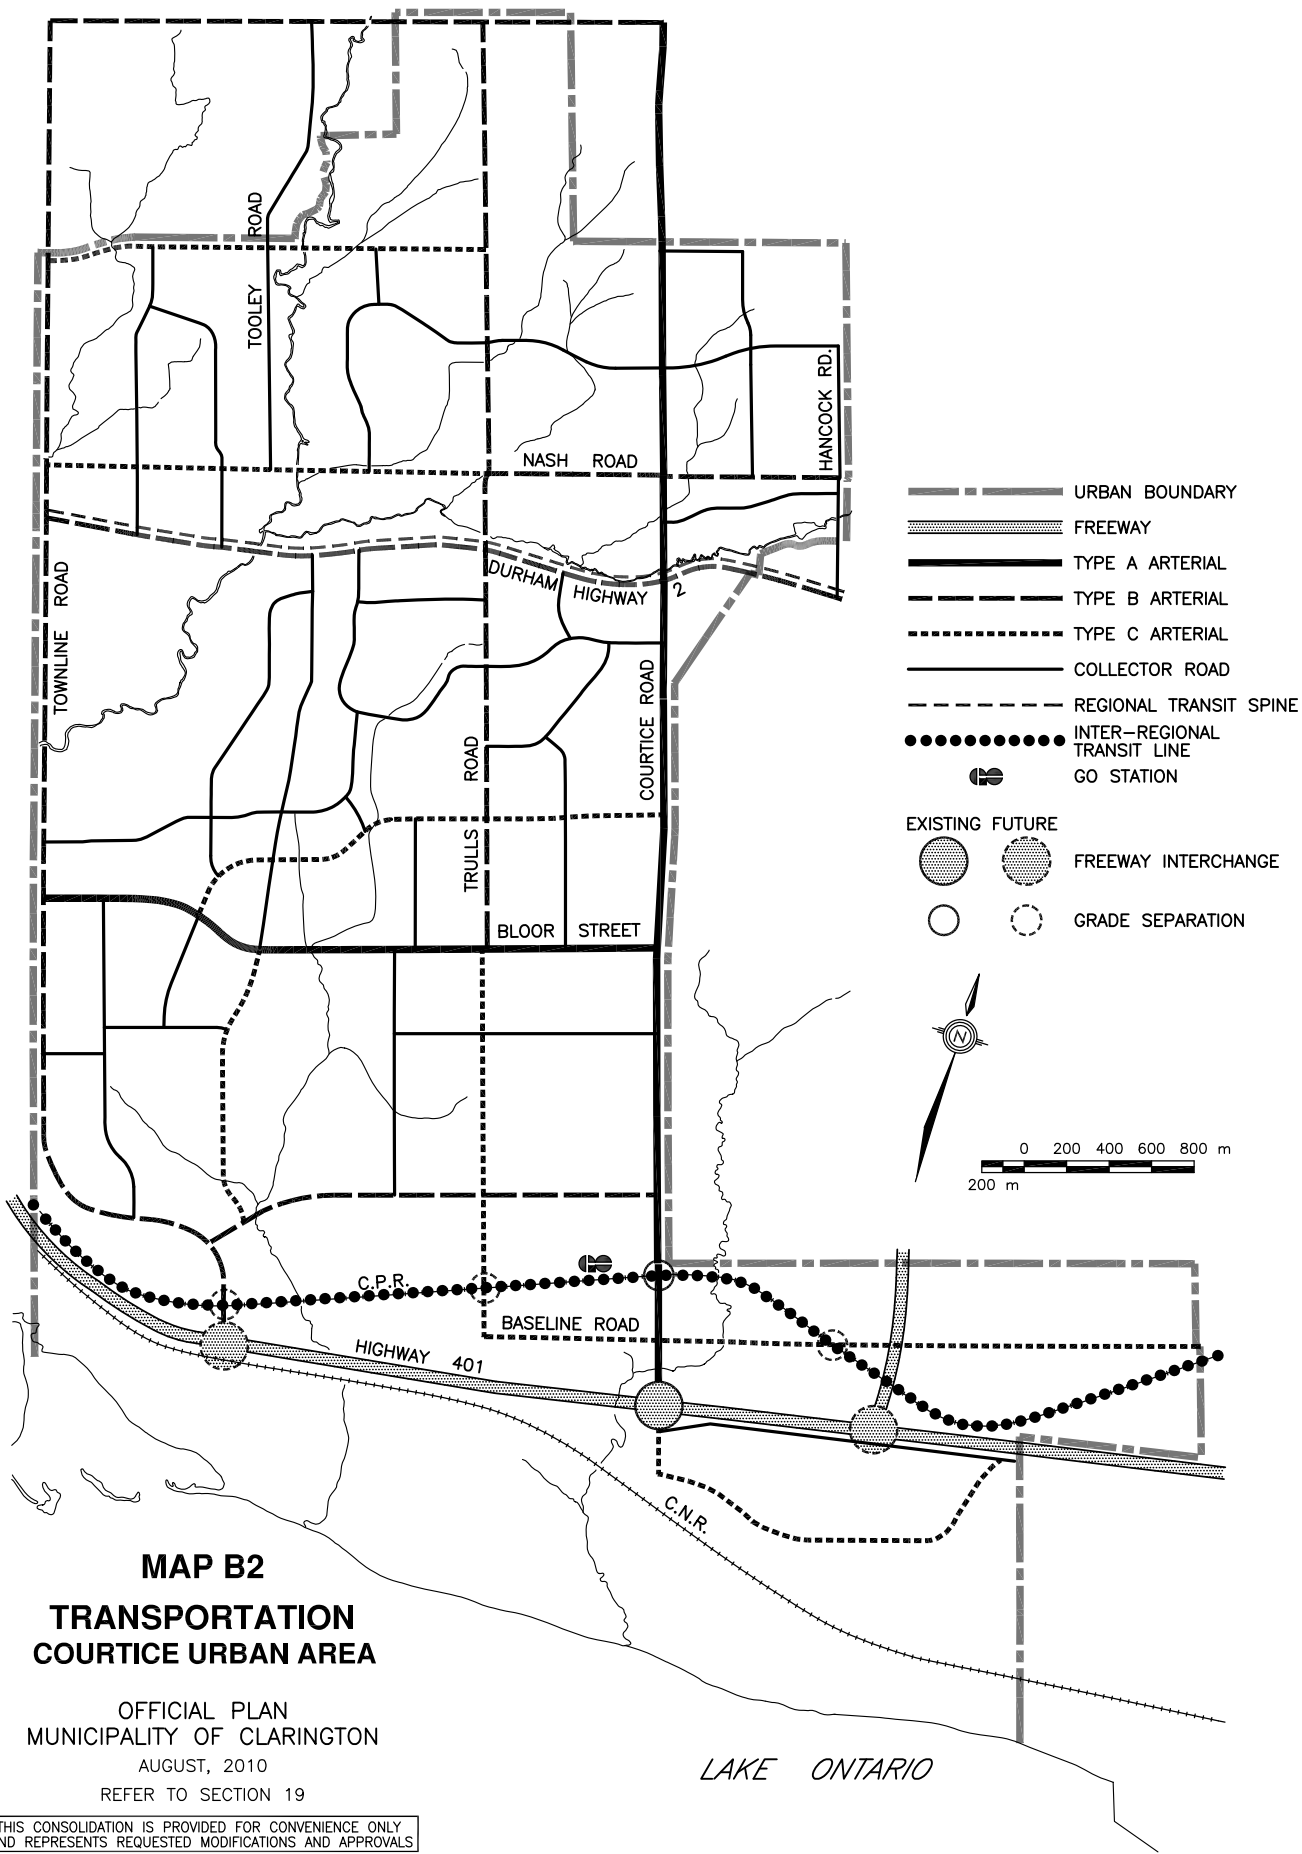 TOOLEY ROAD
HANCOCK RD.
NASH ROAD
DURHAM HIGHWAY 2
TOWNLINE ROAD
COURTICE ROAD
TRULLS ROAD
BLOOR STREET
C.P.R.
BASELINE ROAD
HIGHWAY 401
C.N.R.
LAKE ONTARIO
URBAN BOUNDARY
FREEWAY
TYPE A ARTERIAL
TYPE B ARTERIAL
TYPE C ARTERIAL
COLLECTOR ROAD
REGIONAL TRANSIT SPINE
INTER-REGIONAL
TRANSIT LINE
GO STATION
EXISTING FUTURE
FREEWAY INTERCHANGE
GRADE SEPARATION
N
0 200 400 600 800 m
200 m
MAP B2
TRANSPORTATION
COURTICE URBAN AREA
OFFICIAL PLAN
MUNICIPALITY OF CLARINGTON
AUGUST, 2010
REFER TO SECTION 19
THIS CONSOLIDATION IS PROVIDED FOR CONVENIENCE ONLY
ND REPRESENTS REQUESTED MODIFICATIONS AND APPROVALS